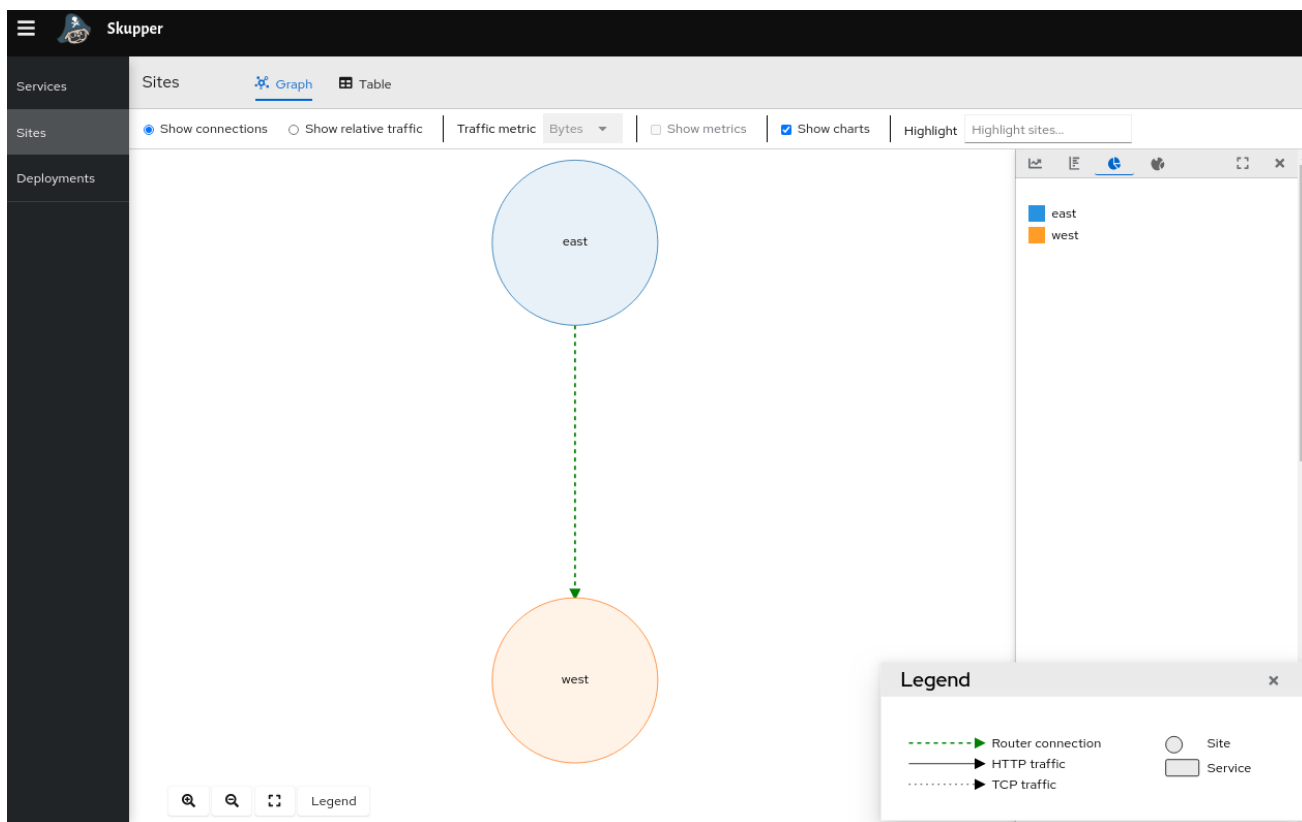 Skupper
Services
Sites
Deployments
Sites Graph Table
Show connections Show relative traffic Traffic metric Bytes Show metrics Show charts Highlight Highlight sites...
east
west
east
west
Legend
Legend
Router connection
HTTP traffic
TCP traffic
Site
Service